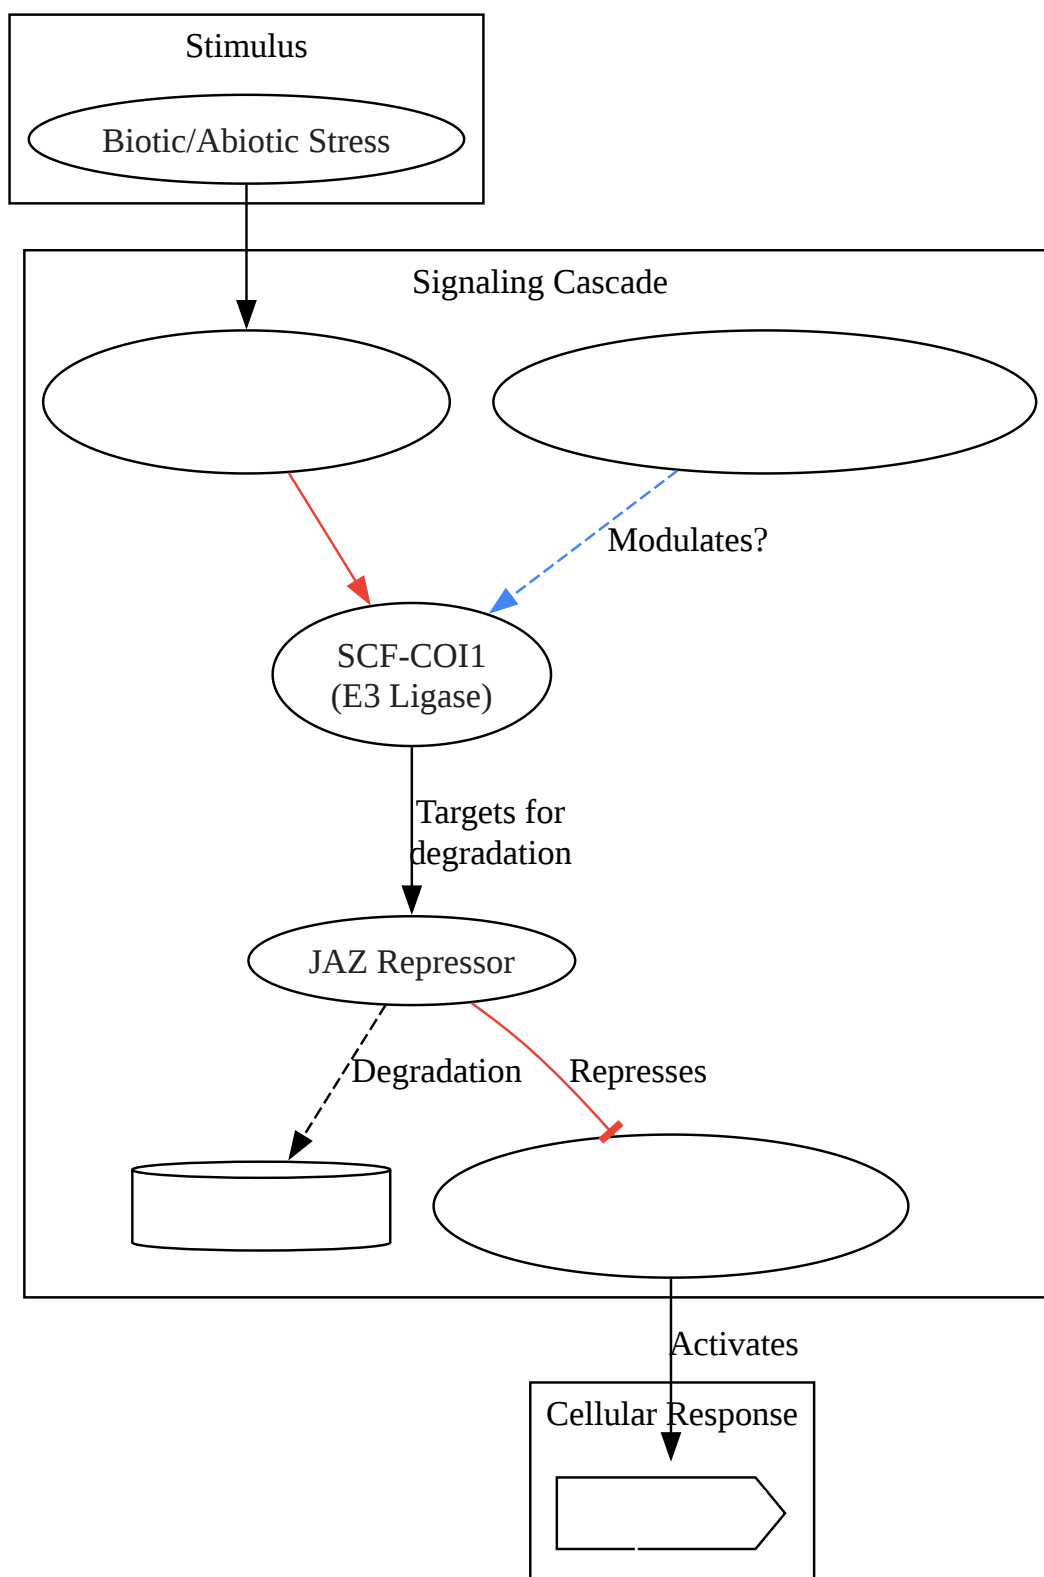 Stimulus
Biotic/Abiotic Stress
Signaling Cascade
Modulates?
SCF-COI1
(E3 Ligase)
Targets for
degradation
JAZ Repressor
Degradation
Represses
Activates
Cellular Response